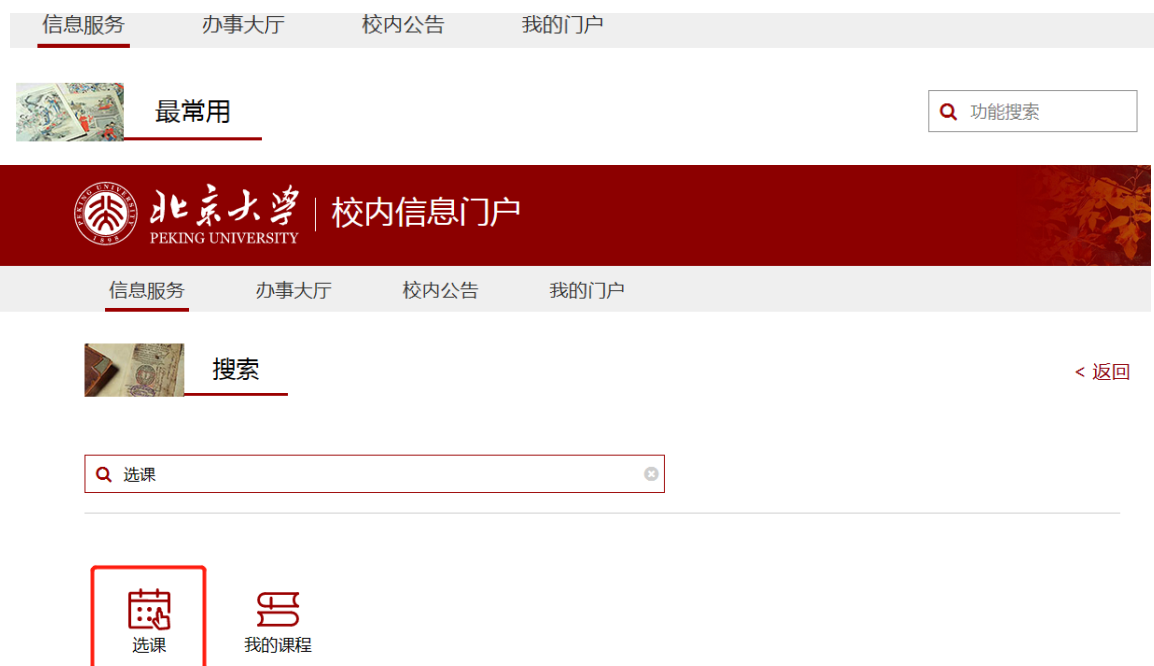 信息服务 办事大厅 校内公告 我的门户
最常用
功能搜索
北京大学 校内信息门户
PEKING UNIVERSITY
PEKING UNIVERSITY
1898
信息服务 办事大厅 校内公告 我的门户
搜索
< 返回
选课
选课 我的课程